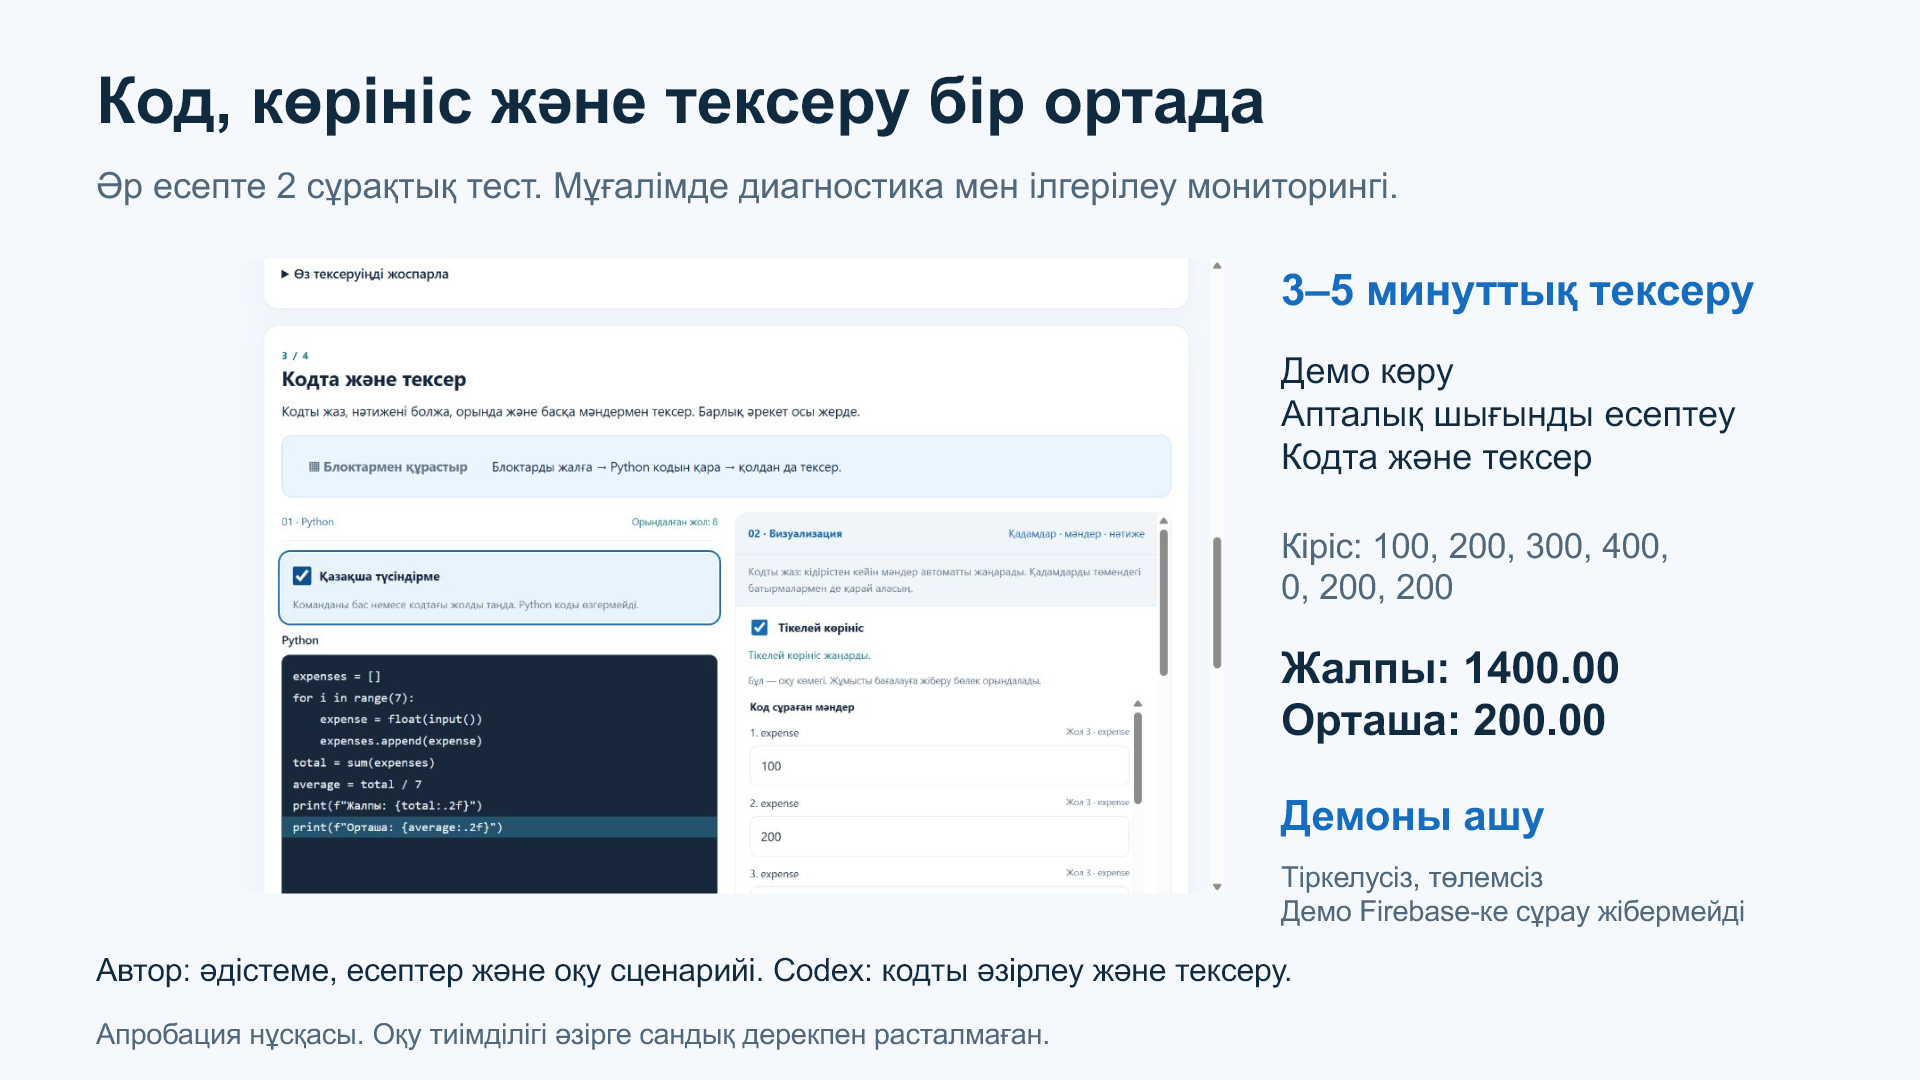 Код, көрініс және тексеру бір ортада
Әр есепте 2 сұрақтық тест. Мұғалімде диагностика мен ілгерілеу мониторингі.
▶ Өз тексеруіңді жоспарла
3 / 4
Кодта және тексер
Кодты жаз, нәтижені болжа, орында және басқа мәндермен тексер. Барлық әрекет осы жерде.
Блоктармен құрастыр Блоктарды жалға → Python кодын қара → қолдан да тексер.
01 · Python Орындалған жол: 8
Қазақша түсіндірме
Команданы бас немесе кодтағы жолды таңда. Python коды өзгермейді.
Python
expenses = []
for i in range(7):
    expense = float(input())
    expenses.append(expense)
total = sum(expenses)
average = total / 7
print(f"Жалпы: {total:.2f}")
print(f"Орташа: {average:.2f}")
02 · Визуализация Қадамдар · мәндер · нәтиже
Кодты жаз: кідірістен кейін мәндер автоматты жаңарады. Қадамдарды төмендегі
батырмалармен де қарай аласың.
Тікелей көрініс
Тікелей көрініс жаңарды.
Бұл — оқу көмегі. Жұмысты бағалауға жіберу бөлек орындалады.
Код сұраған мәндер
1. expense Жол 3 · expense
100
2. expense Жол 3 · expense
200
3. expense Жол 3 · expense
3–5 минуттық тексеру
Демо көру
Апталық шығынды есептеу
Кодта және тексер
Кіріс: 100, 200, 300, 400,
0, 200, 200
Жалпы: 1400.00
Орташа: 200.00
Демоны ашу
Тіркелусіз, төлемсіз
Демо Firebase-ке сұрау жібермейді
Автор: әдістеме, есептер және оқу сценарийі. Codex: кодты әзірлеу және тексеру.
Апробация нұсқасы. Оқу тиімділігі әзірге сандық дерекпен расталмаған.